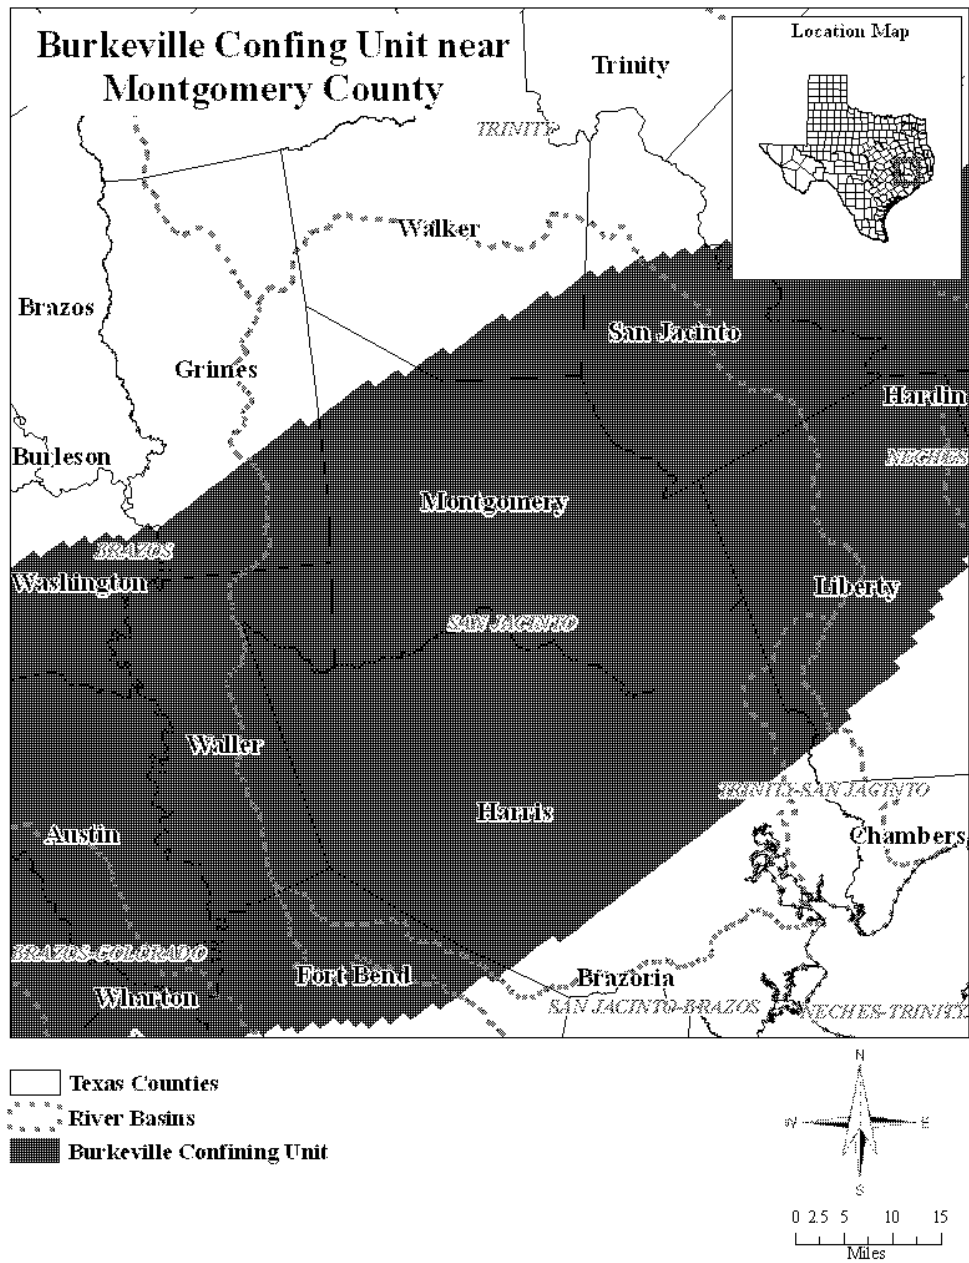 Burkeville Confing Unit near
Montgomery County
Location Map
Trinity
TRINITY
Walker
Brazos
San Jacinto
Grimes
Hardin
Burleson
NECHES
Montgomery
BRAZOS
Washington
Liberty
SAN JACINTO
Waller
TRINITY-SAN JACINTO
Harris
Austin
Chambers
BRAZOS-COLORADO
Fort Bend
Brazoria
Wharton
SAN JACINTO-BRAZOS
NECHES-TRINITY
Texas Counties
River Basins
Burkeville Confining Unit
N
W
E
S
0 2.5 5 10 15
Miles